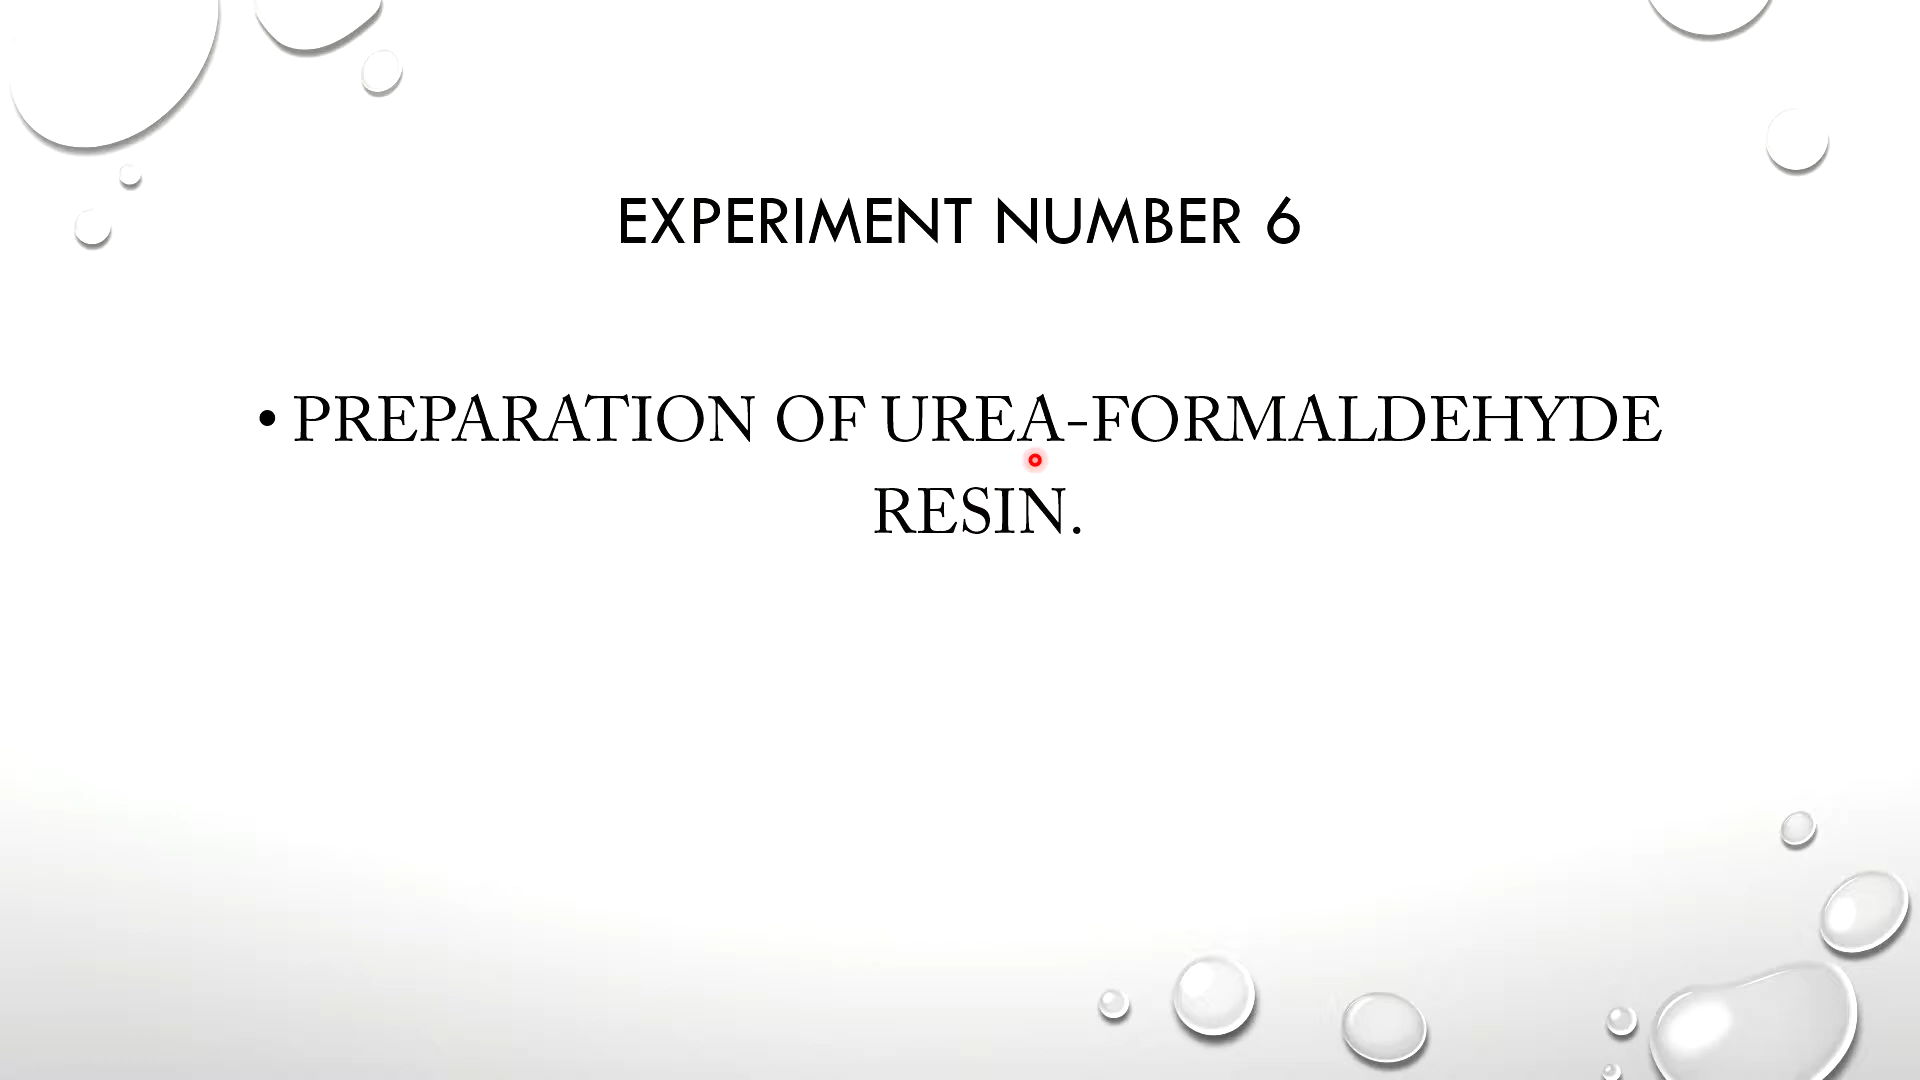 EXPERIMENT NUMBER 6
• PREPARATION OF UREA-FORMALDEHYDE
RESIN.